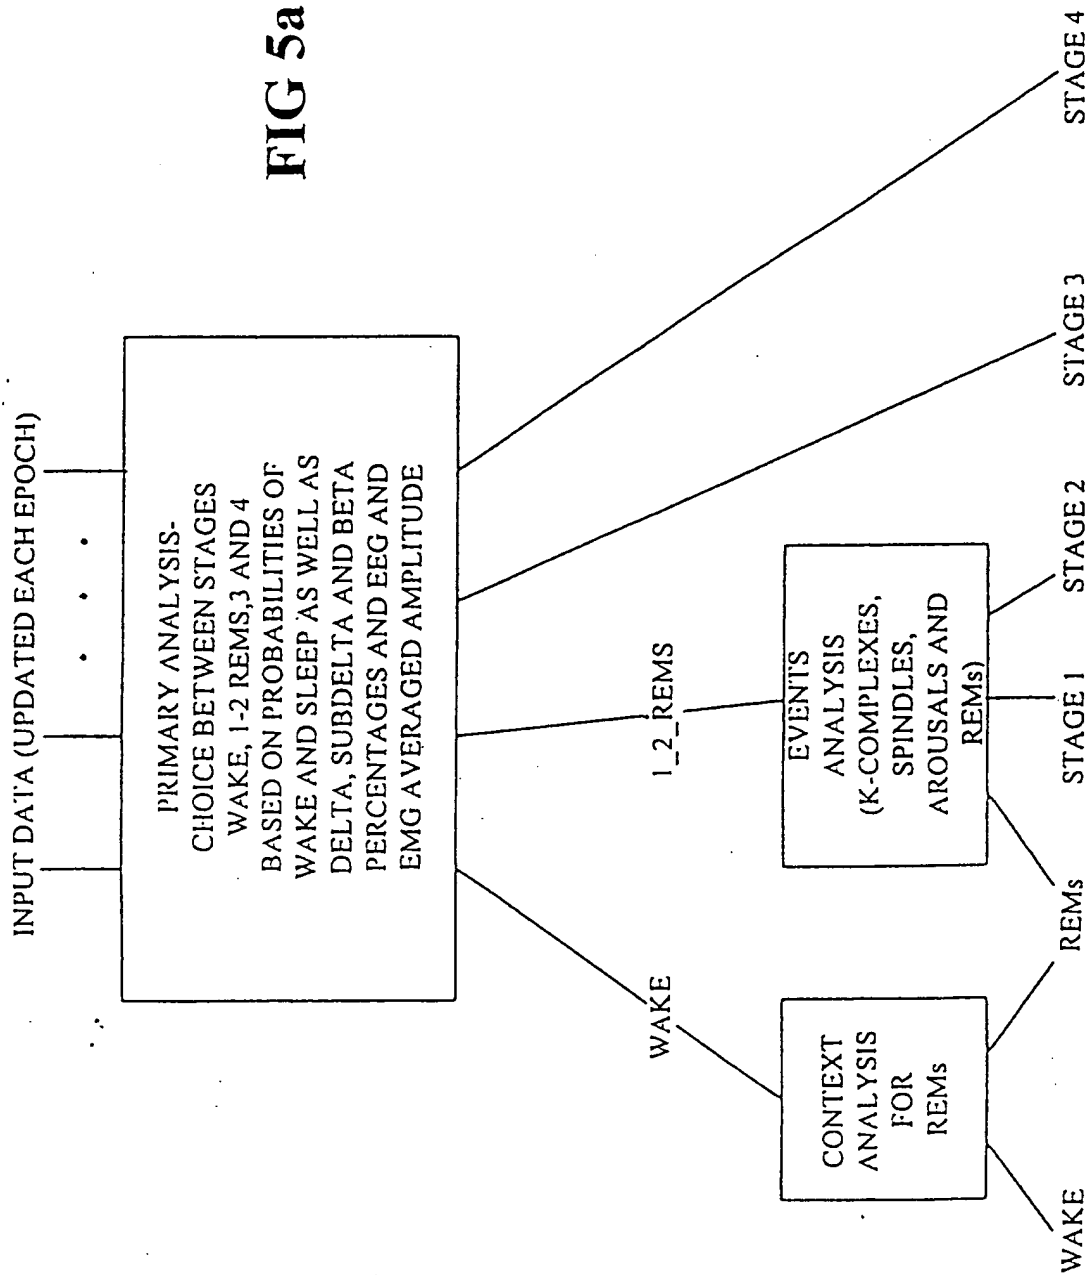 FIG 5a
INPUT DATA (UPDATED EACH EPOCH)
PRIMARY ANALYSIS-
CHOICE BETWEEN STAGES
WAKE, 1-2 REMS,3 AND 4
BASED ON PROBABILITIES OF
WAKE AND SLEEP AS WELL AS
DELTA, SUBDELTA AND BETA
PERCENTAGES AND EEG AND
EMG AVERAGED AMPLITUDE
WAKE
1_2_REMS
CONTEXT
ANALYSIS
FOR
REMs
EVENTS
ANALYSIS
(K-COMPLEXES,
SPINDLES,
AROUSALS AND
REMs)
WAKE
REMs
STAGE 1
STAGE 2
STAGE 3
STAGE 4